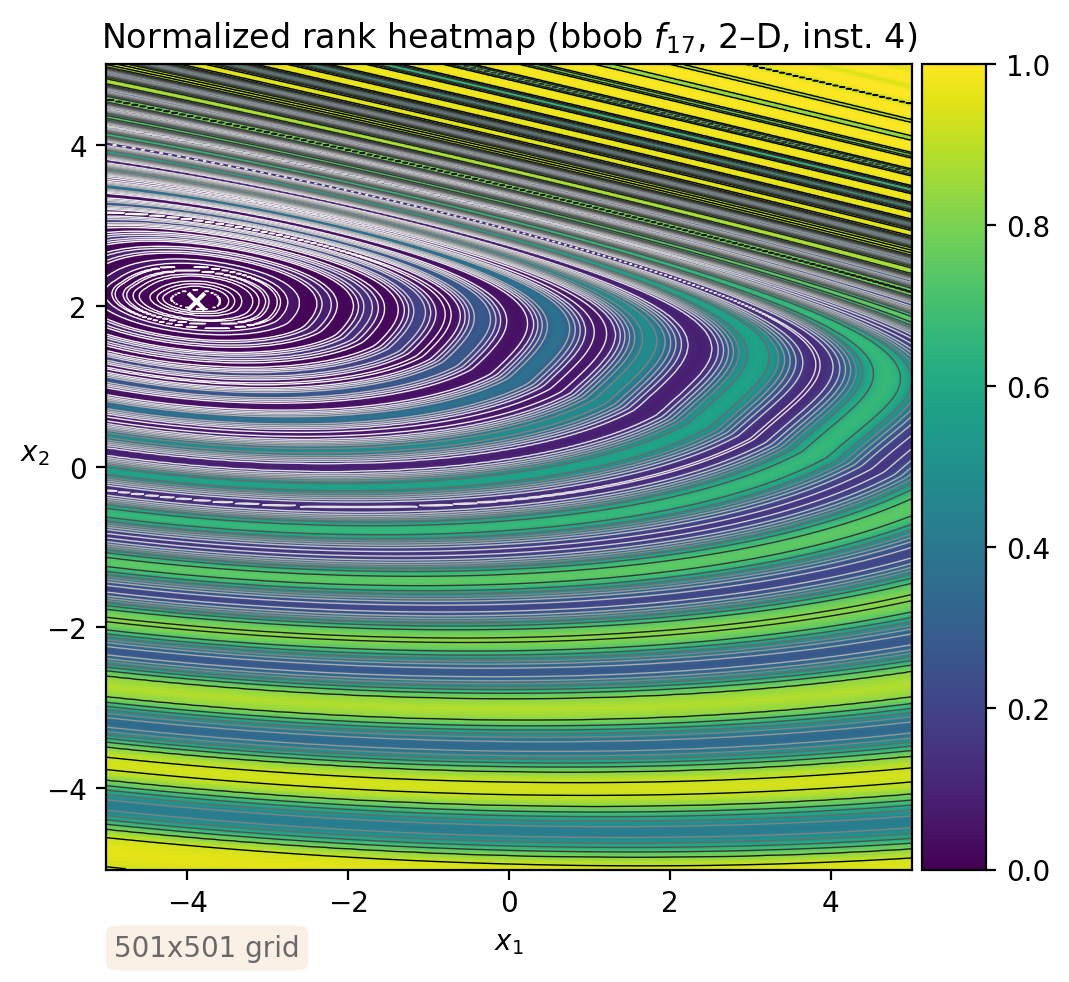 Normalized rank heatmap (bbob f₁₇, 2–D, inst. 4)
1.0
0.8
0.6
0.4
0.2
0.0
4
2
0
−2
−4
x₂
−4 −2 0 2 4
x₁
501x501 grid